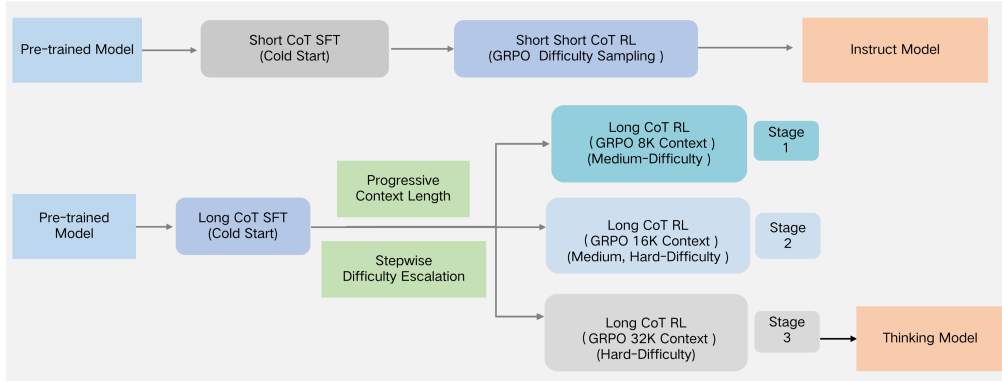 Pre-trained Model
Short CoT SFT
(Cold Start)
Short Short CoT RL
(GRPO Difficulty Sampling )
Instruct Model
Pre-trained
Model
Long CoT SFT
(Cold Start)
Progressive
Context Length
Stepwise
Difficulty Escalation
Long CoT RL
( GRPO 8K Context )
(Medium-Difficulty )
Stage
1
Long CoT RL
( GRPO 16K Context )
(Medium, Hard-Difficulty )
Stage
2
Long CoT RL
( GRPO 32K Context )
(Hard-Difficulty)
Stage
3
Thinking Model